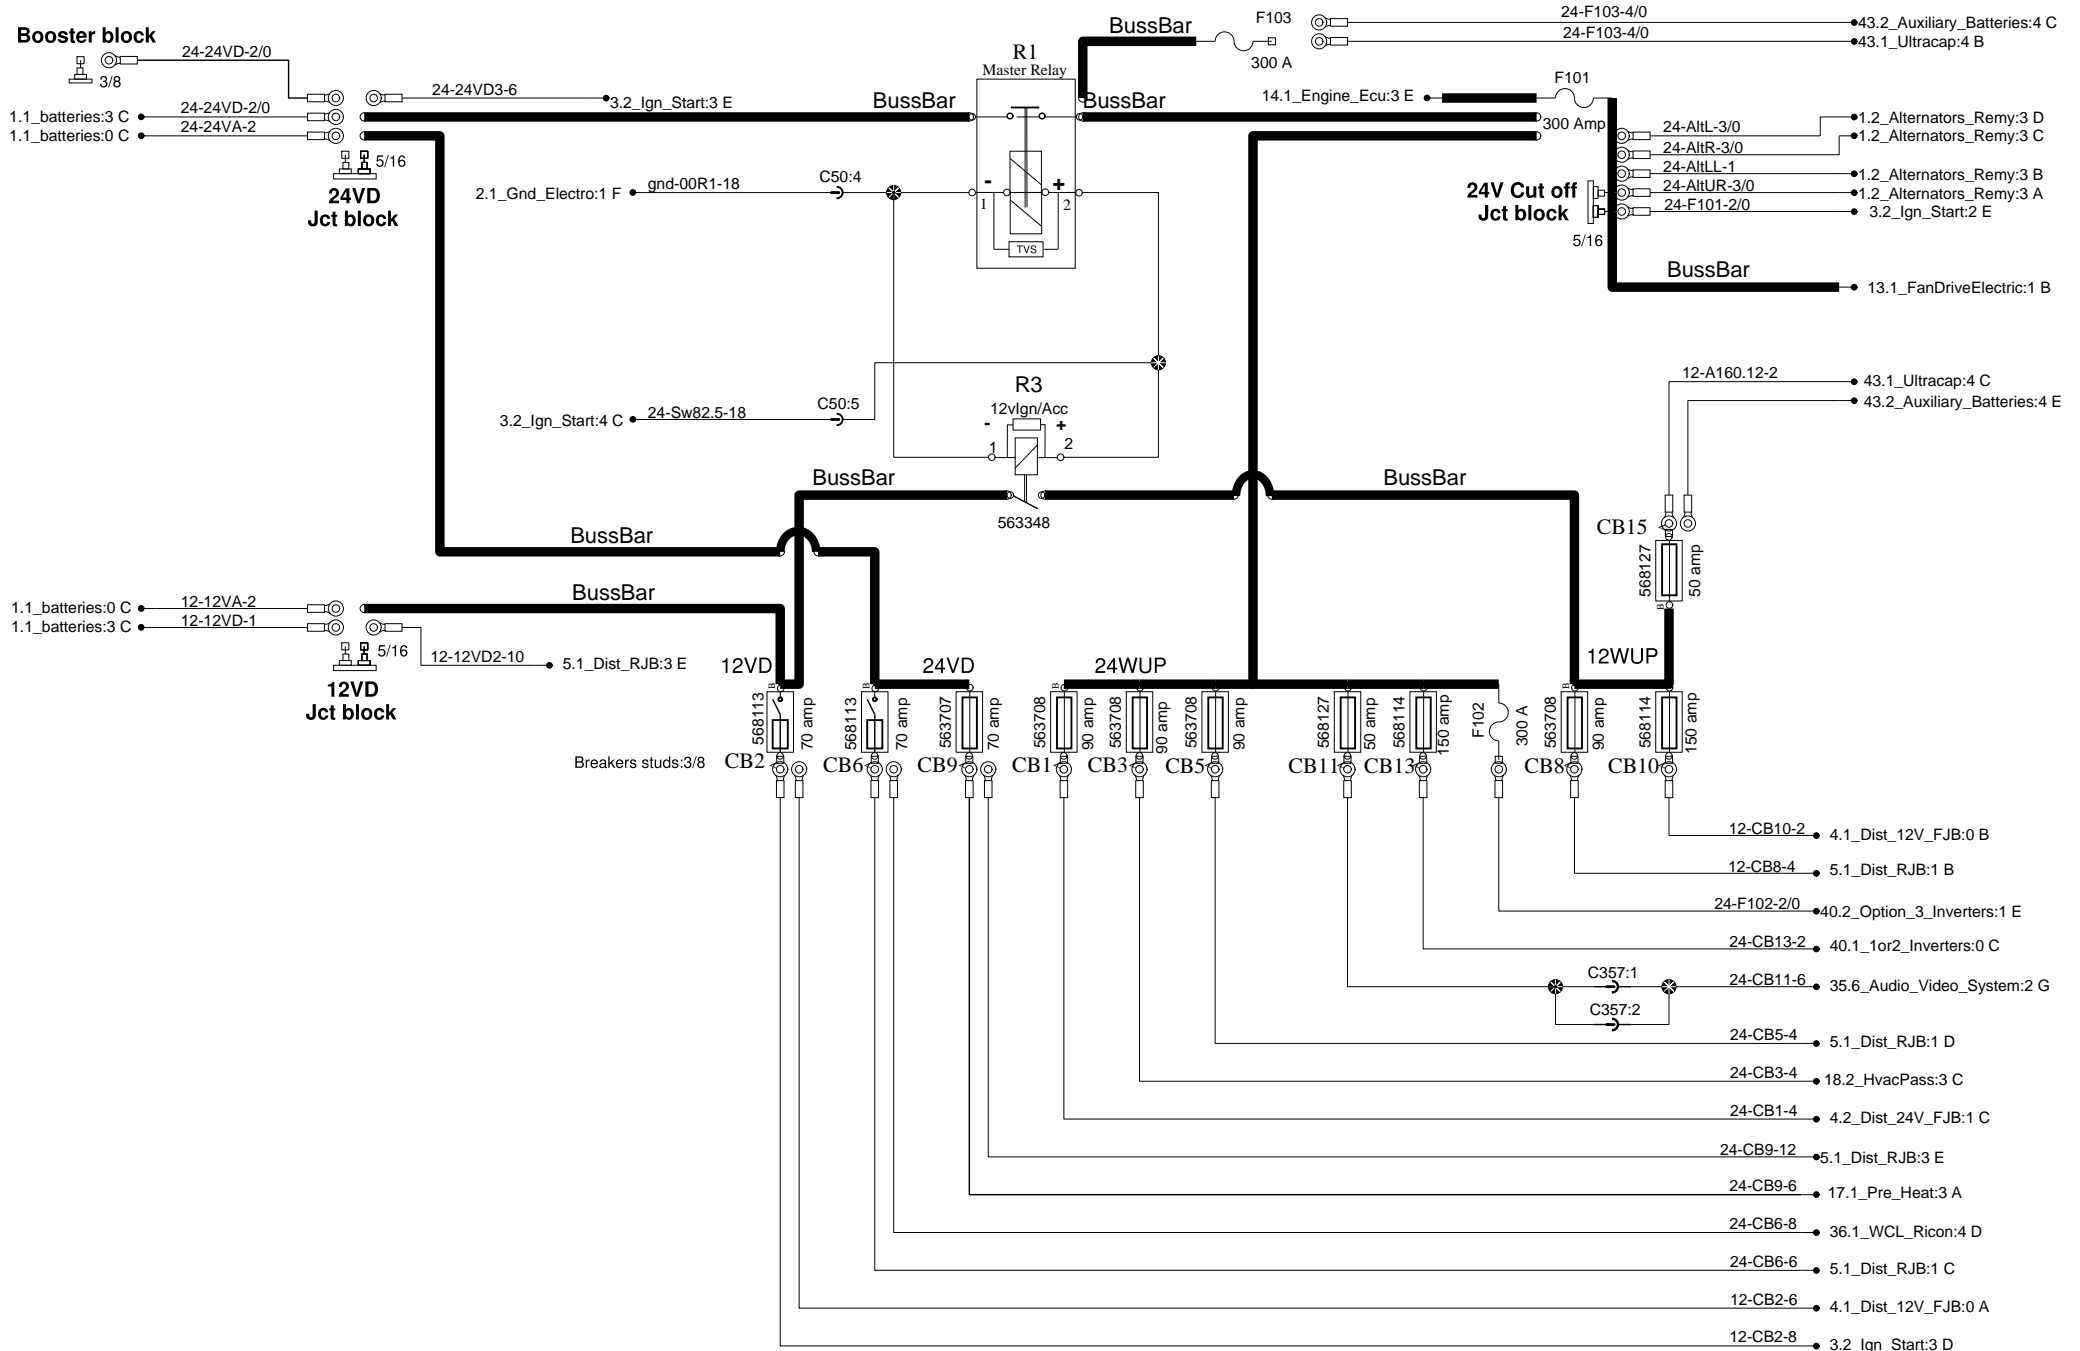 Booster block
24-24VD-2/0
3/8
1.1_batteries:3 C
24-24VD-2/0
1.1_batteries:0 C
24-24VA-2
5/16
24VD
Jct block
24-24VD3-6
3.2_Ign_Start:3 E
BussBar
R1
Master Relay
BussBar
F103
300 A
24-F103-4/0
43.2_Auxiliary_Batteries:4 C
24-F103-4/0
43.1_Ultracap:4 B
BussBar
14.1_Engine_Ecu:3 E
F101
300 Amp
24-AltL-3/0
1.2_Alternators_Remy:3 D
24-AltR-3/0
1.2_Alternators_Remy:3 C
24-AltLL-1
1.2_Alternators_Remy:3 B
24-AltUR-3/0
1.2_Alternators_Remy:3 A
24-F101-2/0
3.2_Ign_Start:2 E
24V Cut off
Jct block
5/16
BussBar
13.1_FanDriveElectric:1 B
2.1_Gnd_Electro:1 F
gnd-00R1-18
C50:4
-
+
1
2
TVS
3.2_Ign_Start:4 C
24-Sw82.5-18
C50:5
R3
12vIgn/Acc
-
+
1
2
563348
BussBar
BussBar
BussBar
12-A160.12-2
43.1_Ultracap:4 C
43.2_Auxiliary_Batteries:4 E
CB15
A
568127
50 amp
B
1.1_batteries:0 C
12-12VA-2
BussBar
1.1_batteries:3 C
12-12VD-1
5/16
12-12VD2-10
5.1_Dist_RJB:3 E
12VD
Jct block
12VD
24VD
24WUP
12WUP
B
568113
70 amp
B
568113
70 amp
563707
70 amp
B
563708
90 amp
563708
90 amp
563708
90 amp
568127
50 amp
568114
150 amp
F102
300 A
B
563708
90 amp
568114
150 amp
Breakers studs:3/8
CB2
CB6
CB9
CB1
CB3
CB5
CB11
CB13
CB8
CB10
12-CB10-2
4.1_Dist_12V_FJB:0 B
12-CB8-4
5.1_Dist_RJB:1 B
24-F102-2/0
40.2_Option_3_Inverters:1 E
24-CB13-2
40.1_1or2_Inverters:0 C
C357:1
24-CB11-6
35.6_Audio_Video_System:2 G
C357:2
24-CB5-4
5.1_Dist_RJB:1 D
24-CB3-4
18.2_HvacPass:3 C
24-CB1-4
4.2_Dist_24V_FJB:1 C
24-CB9-12
5.1_Dist_RJB:3 E
24-CB9-6
17.1_Pre_Heat:3 A
24-CB6-8
36.1_WCL_Ricon:4 D
24-CB6-6
5.1_Dist_RJB:1 C
12-CB2-6
4.1_Dist_12V_FJB:0 A
12-CB2-8
3.2_Ign_Start:3 D